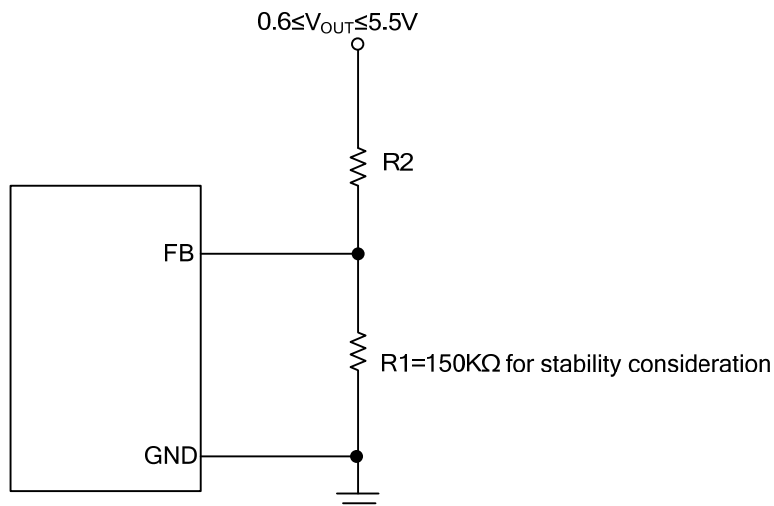 0.6≤VOUT≤5.5V
R2
FB
R1=150KΩ for stability consideration
GND